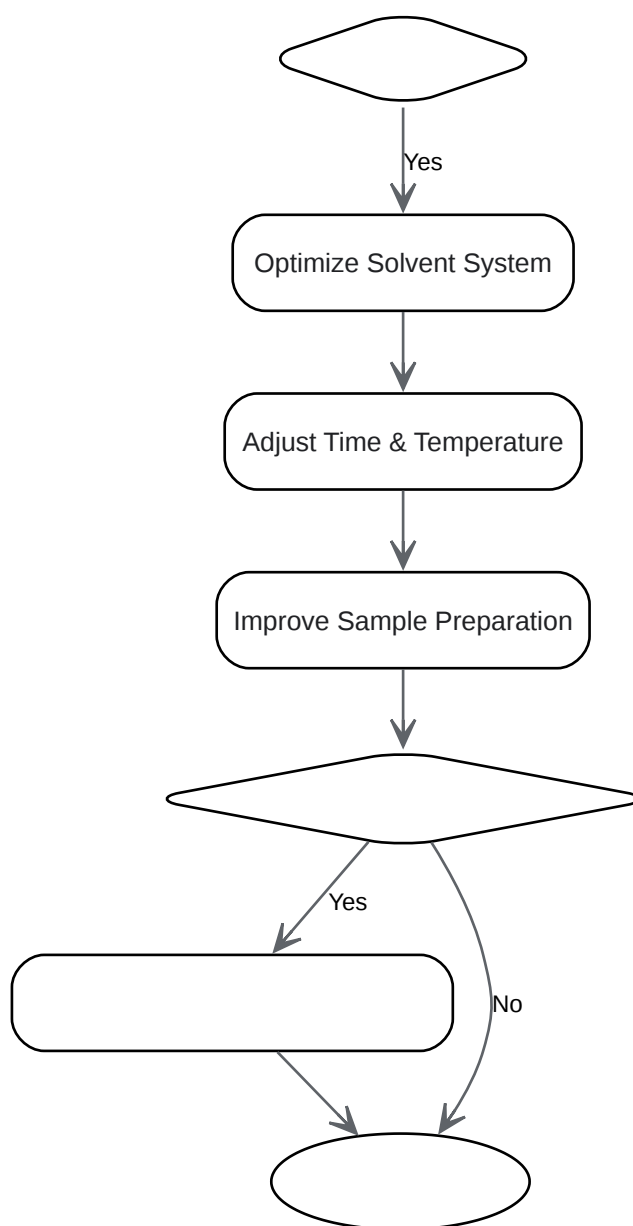 Yes
Optimize Solvent System
Adjust Time & Temperature
Improve Sample Preparation
Yes
No